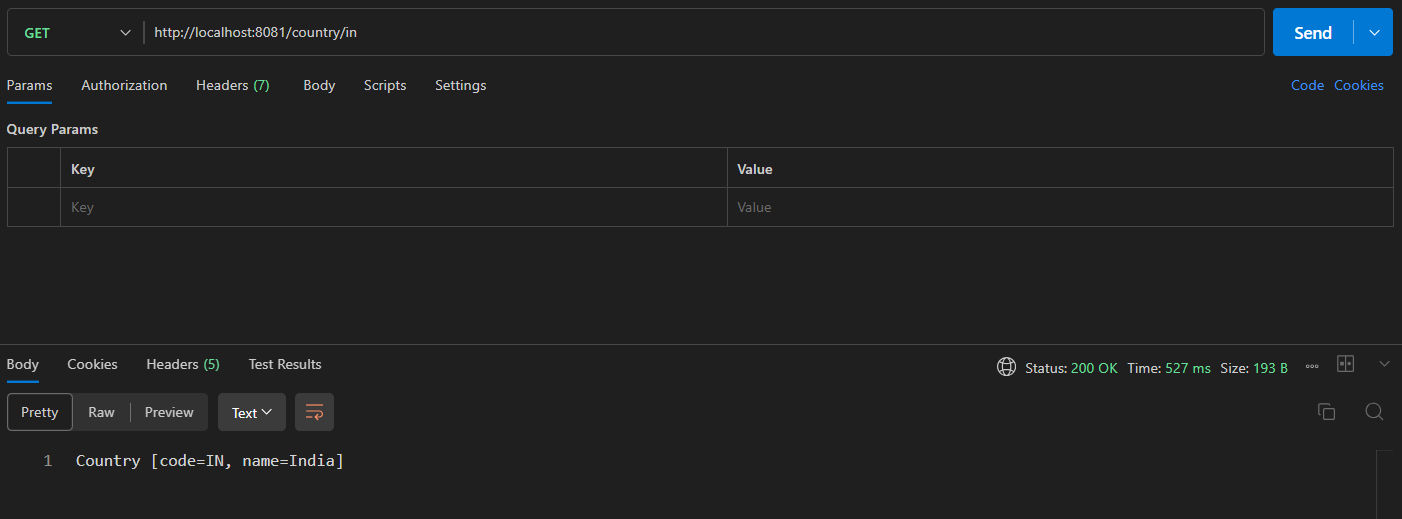 GET http://localhost:8081/country/in Send
Params Authorization Headers (7) Body Scripts Settings Code Cookies
Query Params
Key Value
Key Value
Body Cookies Headers (5) Test Results Status: 200 OK Time: 527 ms Size: 193 B
Pretty Raw Preview Text
1 Country [code=IN, name=India]